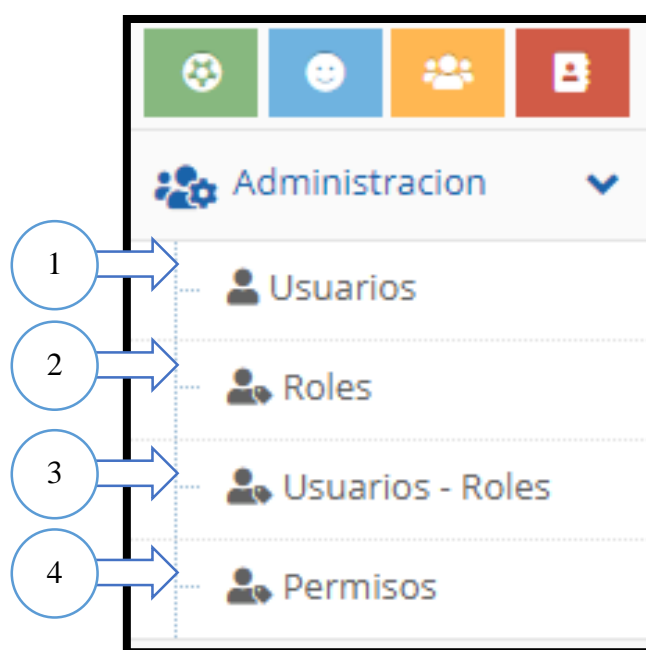 Administracion
1
Usuarios
2
Roles
3
Usuarios - Roles
4
Permisos